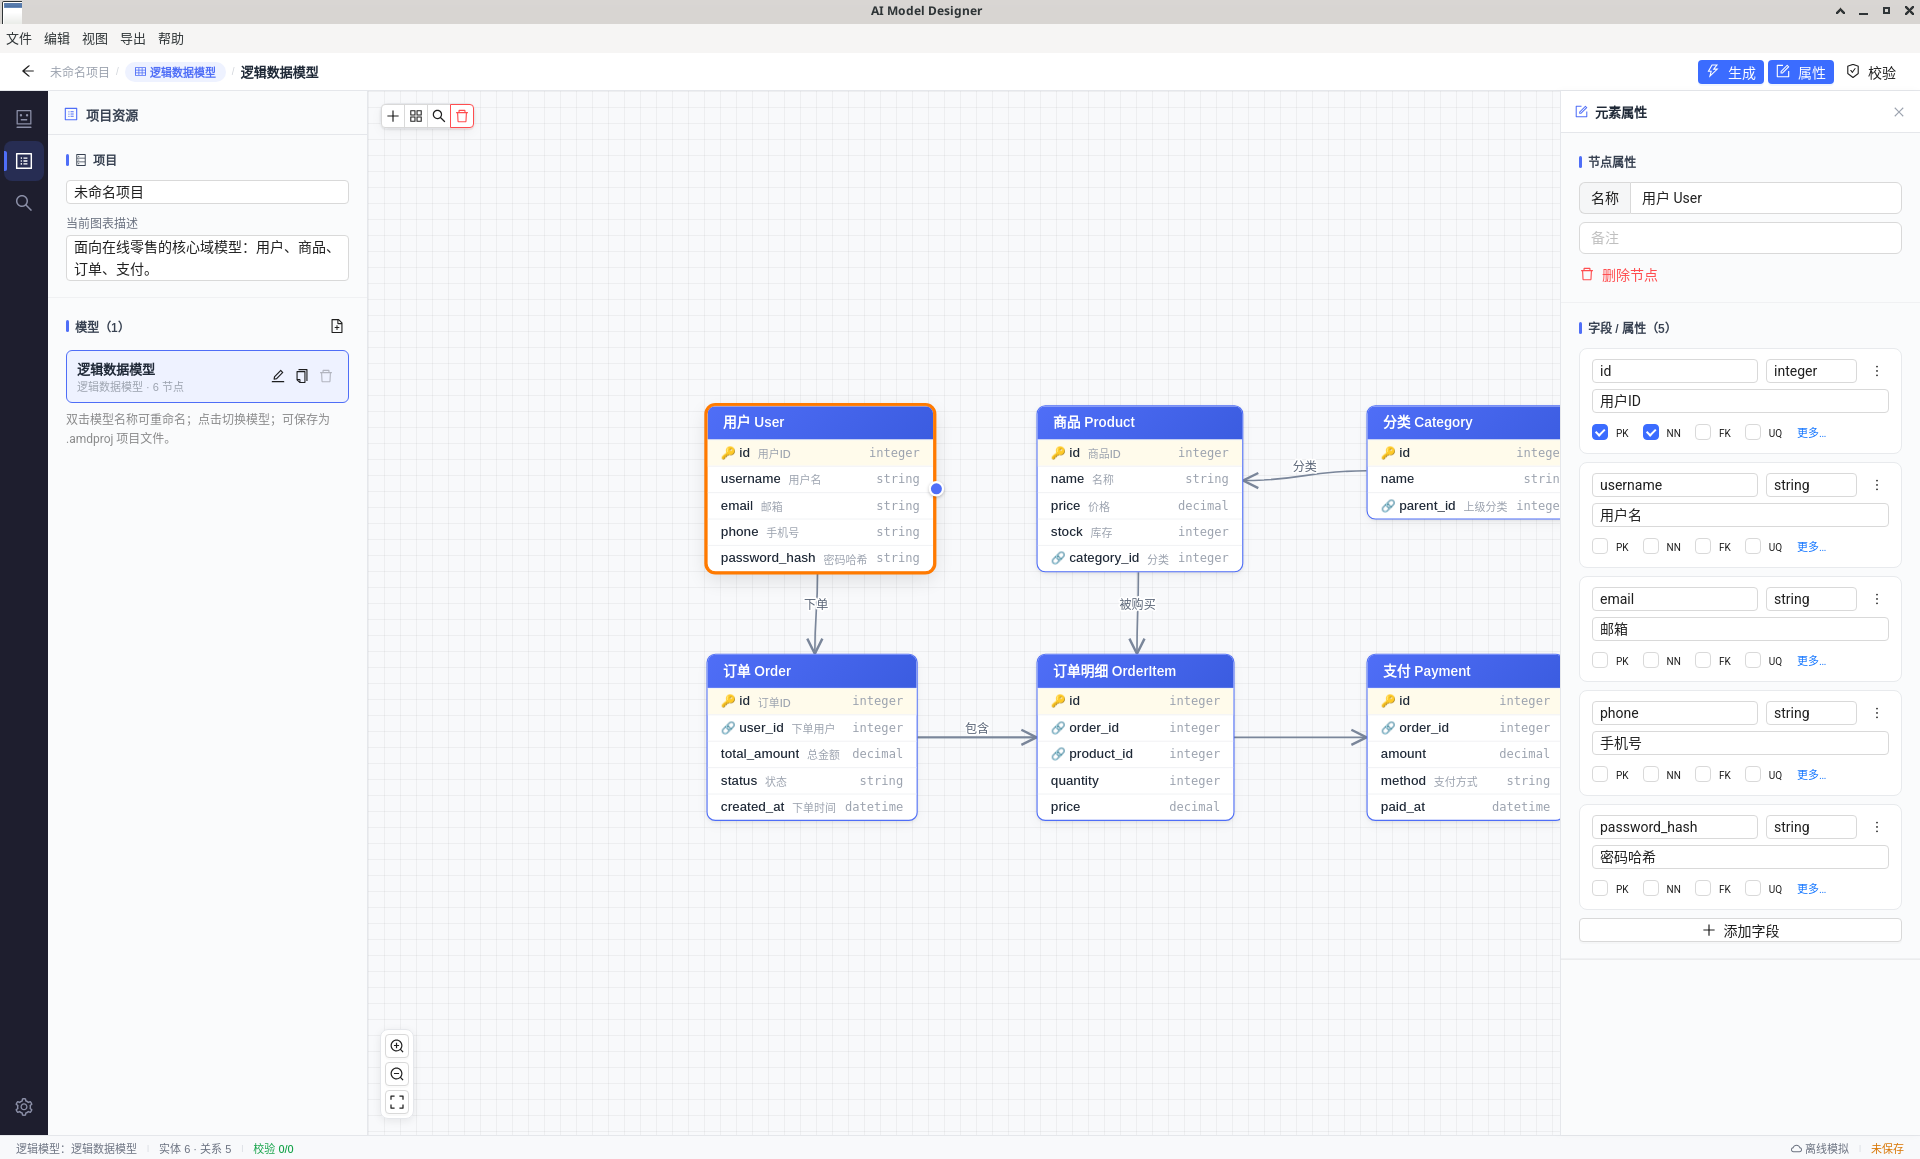 AI Model Designer
文件 编辑 视图 导出 帮助
未命名项目 / 逻辑数据模型 / 逻辑数据模型
生成 属性 校验
项目资源
项目
未命名项目
当前图表描述
面向在线零售的核心域模型：用户、商品、
订单、支付。
模型（1）
逻辑数据模型
逻辑数据模型 · 6 节点
双击模型名称可重命名；点击切换模型；可保存为
.amdproj 项目文件。
用户 User
id 用户ID integer
username 用户名 string
email 邮箱 string
phone 手机号 string
password_hash 密码哈希 string
商品 Product
id 商品ID integer
name 名称 string
price 价格 decimal
stock 库存 integer
category_id 分类 integer
分类
分类 Category
id intege
name strin
parent_id 上级分类 intege
下单
被购买
订单 Order
id 订单ID integer
user_id 下单用户 integer
total_amount 总金额 decimal
status 状态 string
created_at 下单时间 datetime
包含
订单明细 OrderItem
id integer
order_id integer
product_id integer
quantity integer
price decimal
支付 Payment
id integer
order_id integer
amount decimal
method 支付方式 string
paid_at datetime
元素属性
节点属性
名称 用户 User
备注
删除节点
字段 / 属性（5）
id integer
用户ID
PK NN FK UQ 更多...
username string
用户名
PK NN FK UQ 更多...
email string
邮箱
PK NN FK UQ 更多...
phone string
手机号
PK NN FK UQ 更多...
password_hash string
密码哈希
PK NN FK UQ 更多...
添加字段
逻辑模型：逻辑数据模型 实体 6 · 关系 5 校验 0/0
离线模拟 未保存